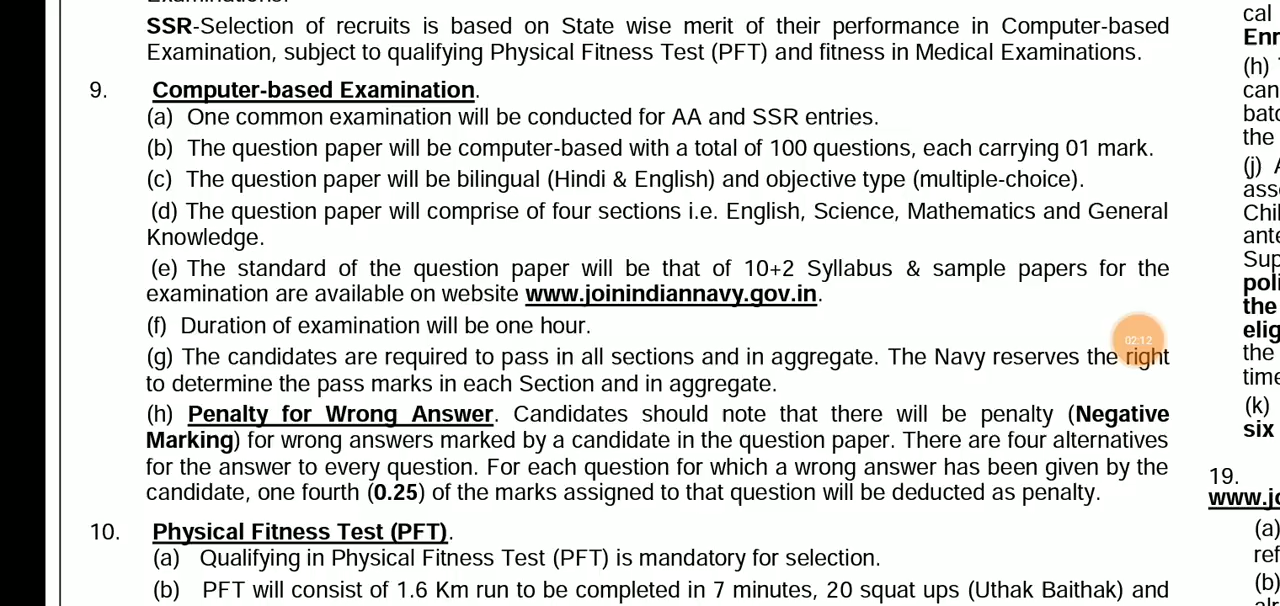 SSR-Selection of recruits is based on State wise merit of their performance in Computer-based
Examination, subject to qualifying Physical Fitness Test (PFT) and fitness in Medical Examinations.
9. Computer-based Examination.
(a) One common examination will be conducted for AA and SSR entries.
(b) The question paper will be computer-based with a total of 100 questions, each carrying 01 mark.
(c) The question paper will be bilingual (Hindi & English) and objective type (multiple-choice).
(d) The question paper will comprise of four sections i.e. English, Science, Mathematics and General
Knowledge.
(e) The standard of the question paper will be that of 10+2 Syllabus & sample papers for the
examination are available on website www.joinindiannavy.gov.in.
(f) Duration of examination will be one hour.
(g) The candidates are required to pass in all sections and in aggregate. The Navy reserves the right
to determine the pass marks in each Section and in aggregate.
(h) Penalty for Wrong Answer. Candidates should note that there will be penalty (Negative
Marking) for wrong answers marked by a candidate in the question paper. There are four alternatives
for the answer to every question. For each question for which a wrong answer has been given by the
candidate, one fourth (0.25) of the marks assigned to that question will be deducted as penalty.
10. Physical Fitness Test (PFT).
(a) Qualifying in Physical Fitness Test (PFT) is mandatory for selection.
(b) PFT will consist of 1.6 Km run to be completed in 7 minutes, 20 squat ups (Uthak Baithak) and
02:12
cal
(h)
the
(j)
the
the
(k)
six
19.
(a)
(b)